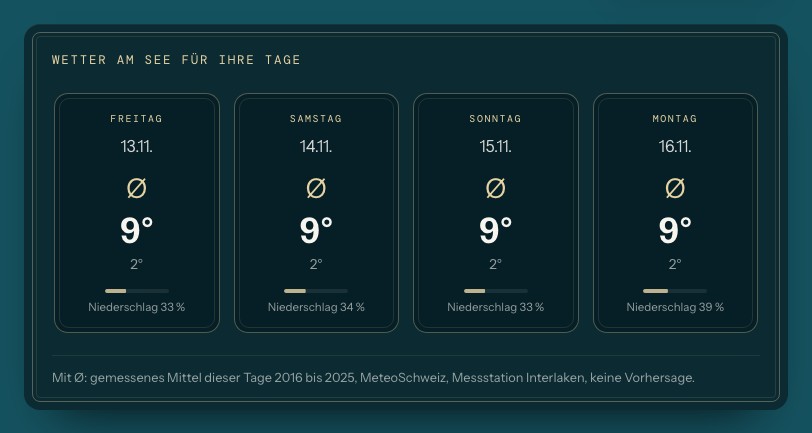 WETTER AM SEE FÜR IHRE TAGE
FREITAG
13.11.
Ø
9°
2°
Niederschlag 33 %
SAMSTAG
14.11.
Ø
9°
2°
Niederschlag 34 %
SONNTAG
15.11.
Ø
9°
2°
Niederschlag 33 %
MONTAG
16.11.
Ø
9°
2°
Niederschlag 39 %
Mit Ø: gemessenes Mittel dieser Tage 2016 bis 2025, MeteoSchweiz, Messstation Interlaken, keine Vorhersage.